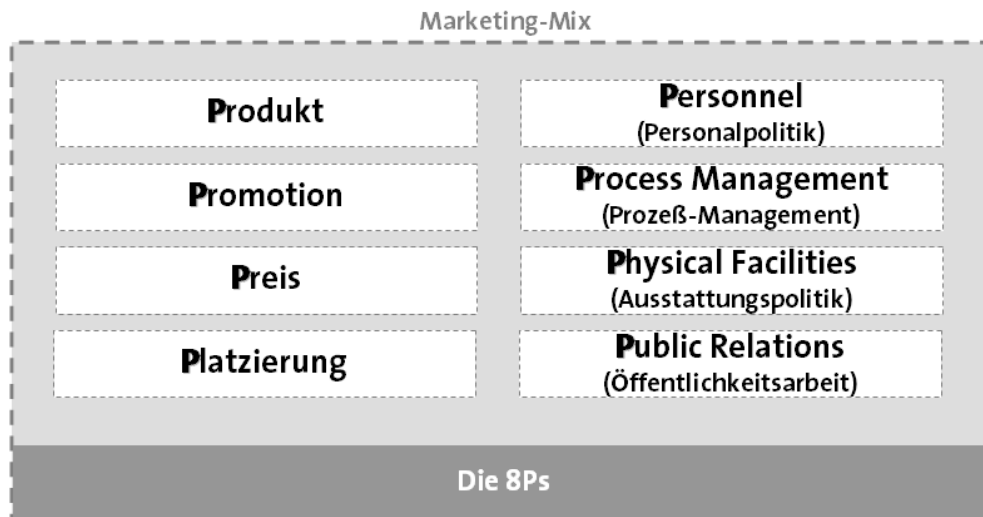 Marketing-Mix
Produkt
Promotion
Preis
Platzierung
Personnel
(Personalpolitik)
Process Management
(Prozeß-Management)
Physical Facilities
(Ausstattungspolitik)
Public Relations
(Öffentlichkeitsarbeit)
Die 8Ps